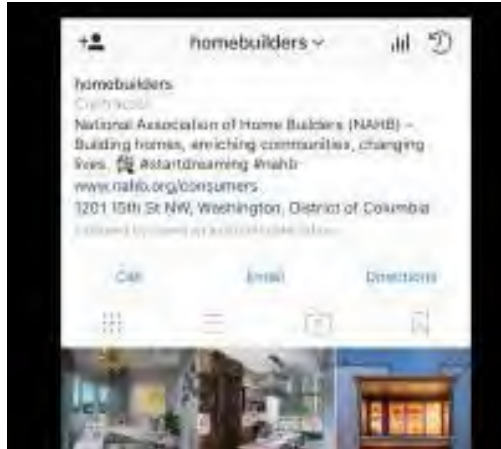 homebuilders
homebuilders
Contractor
National Association of Home Builders (NAHB) –
Building homes, enriching communities, changing
lives. #startdreaming #nahb
www.nahb.org/consumers
1201 15th St NW, Washington, District of Columbia
Call Email Directions